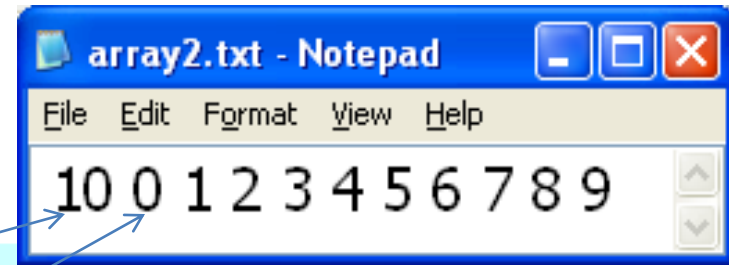 array2.txt - Notepad
File Edit Format View Help
10 0 1 2 3 4 5 6 7 8 9